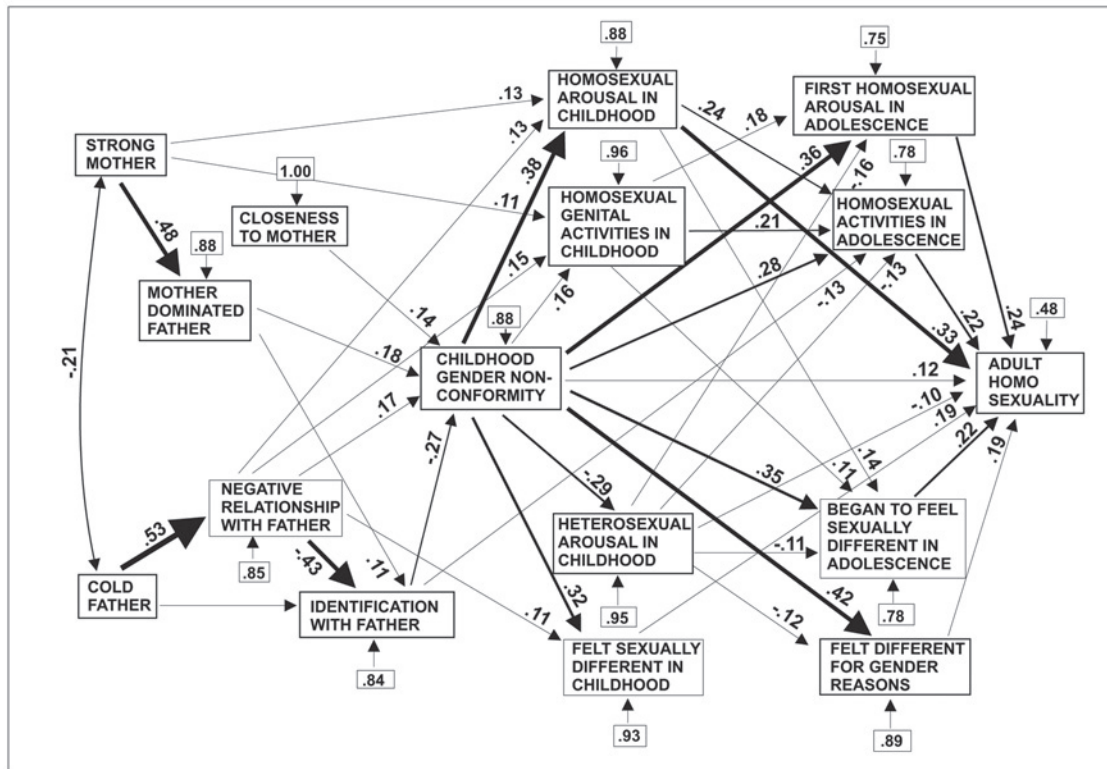 .88
HOMOSEXUAL
AROUSAL IN
CHILDHOOD
.75
FIRST HOMOSEXUAL
AROUSAL IN
ADOLESCENCE
STRONG
MOTHER
.13
.13
.24
.18
.36
-.16
1.00
CLOSENESS
TO MOTHER
.11
.38
.96
HOMOSEXUAL
GENITAL
ACTIVITIES IN
CHILDHOOD
.21
.78
HOMOSEXUAL
ACTIVITIES IN
ADOLESCENCE
.48
.88
MOTHER
DOMINATED
FATHER
.15
.16
.28
-.13
-.13
.14
.18
.17
-.21
.88
CHILDHOOD
GENDER NON-
CONFORMITY
.12
.33
.22
.24
.48
ADULT
HOMO
SEXUALITY
-.10
.19
.22
.19
-.27
NEGATIVE
RELATIONSHIP
WITH FATHER
.85
.53
-.43
.11
COLD
FATHER
IDENTIFICATION
WITH FATHER
.84
-.29
.35
.11
.14
HETEROSEXUAL
AROUSAL IN
CHILDHOOD
.95
-.11
BEGAN TO FEEL
SEXUALLY
DIFFERENT IN
ADOLESCENCE
.78
.32
.42
-.12
.11
FELT SEXUALLY
DIFFERENT IN
CHILDHOOD
.93
FELT DIFFERENT
FOR GENDER
REASONS
.89